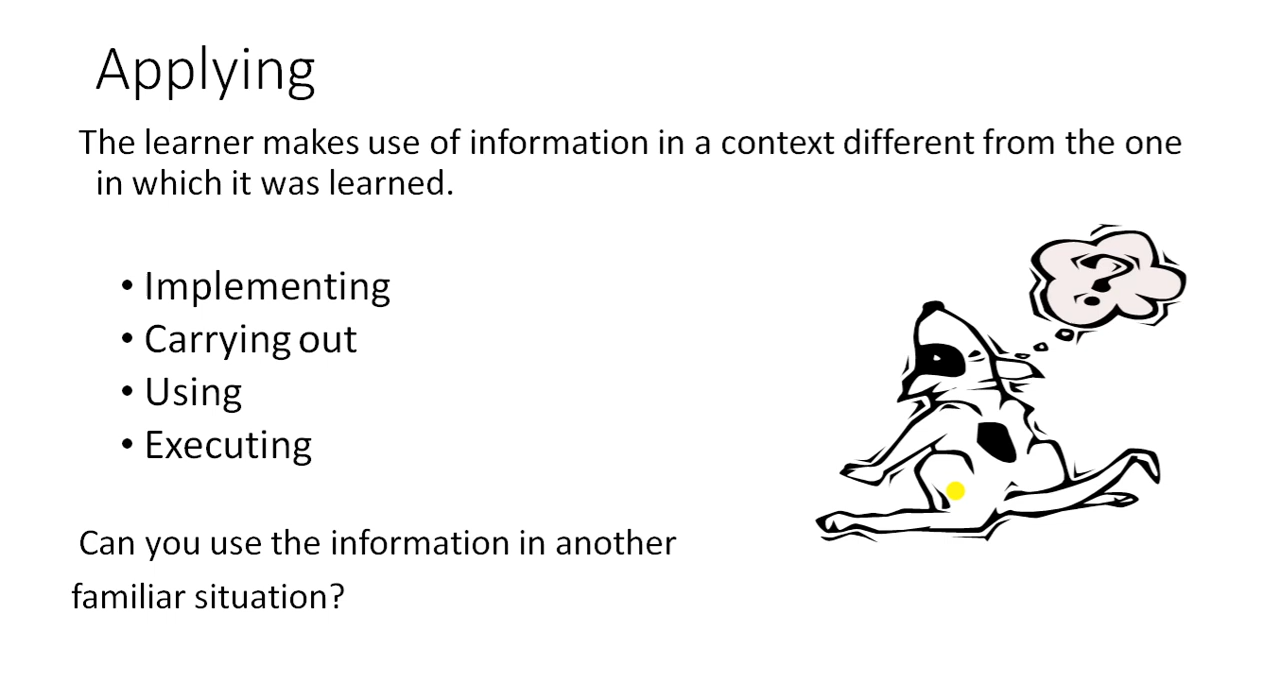 Applying
The learner makes use of information in a context different from the one
in which it was learned.
• Implementing
• Carrying out
• Using
• Executing
Can you use the information in another
familiar situation?
?